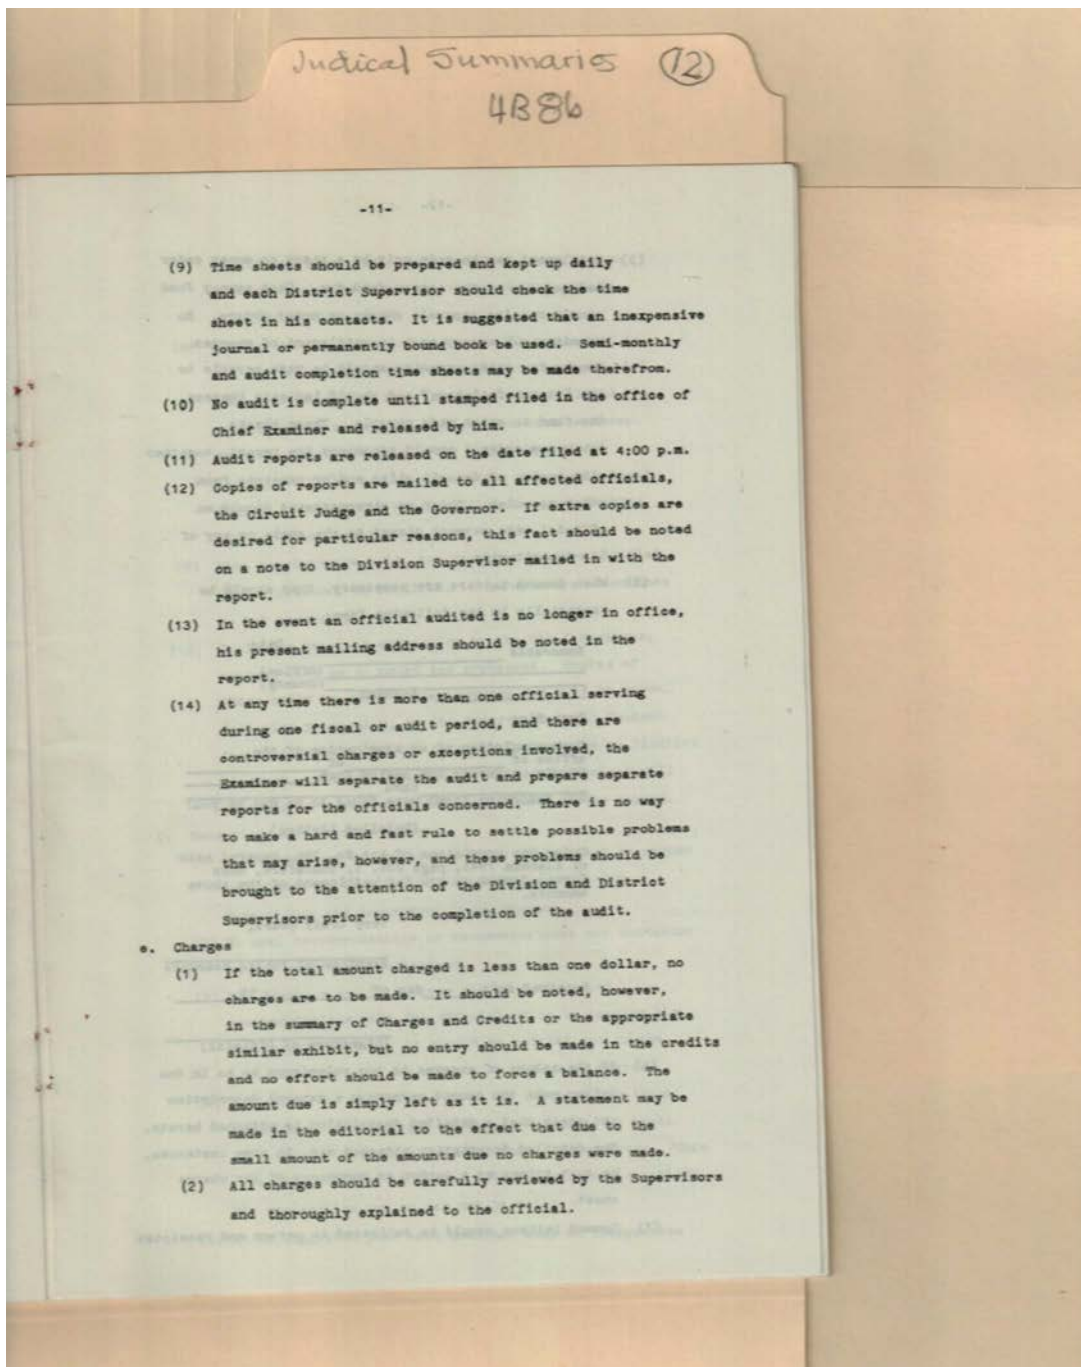 Judical Summaries (12)
4B8b
-11-
(9) Time sheets should be prepared and kept up daily
and each District Supervisor should check the time
sheet in his contacts. It is suggested that an inexpensive
journal or permanently bound book be used. Semi-monthly
and audit completion time sheets may be made therefrom.
(10) No audit is complete until stamped filed in the office of
Chief Examiner and released by him.
(11) Audit reports are released on the date filed at 4:00 p.m.
(12) Copies of reports are mailed to all affected officials,
the Circuit Judge and the Governor. If extra copies are
desired for particular reasons, this fact should be noted
on a note to the Division Supervisor mailed in with the
report.
(13) In the event an official audited is no longer in office,
his present mailing address should be noted in the
report.
(14) At any time there is more than one official serving
during one fiscal or audit period, and there are
controversial charges or exceptions involved, the
Examiner will separate the audit and prepare separate
reports for the officials concerned. There is no way
to make a hard and fast rule to settle possible problems
that may arise, however, and these problems should be
brought to the attention of the Division and District
Supervisors prior to the completion of the audit.
e. Charges
(1) If the total amount charged is less than one dollar, no
charges are to be made. It should be noted, however,
in the summary of Charges and Credits or the appropriate
similar exhibit, but no entry should be made in the credits
and no effort should be made to force a balance. The
amount due is simply left as it is. A statement may be
made in the editorial to the effect that due to the
small amount of the amounts due no charges were made.
(2) All charges should be carefully reviewed by the Supervisors
and thoroughly explained to the official.